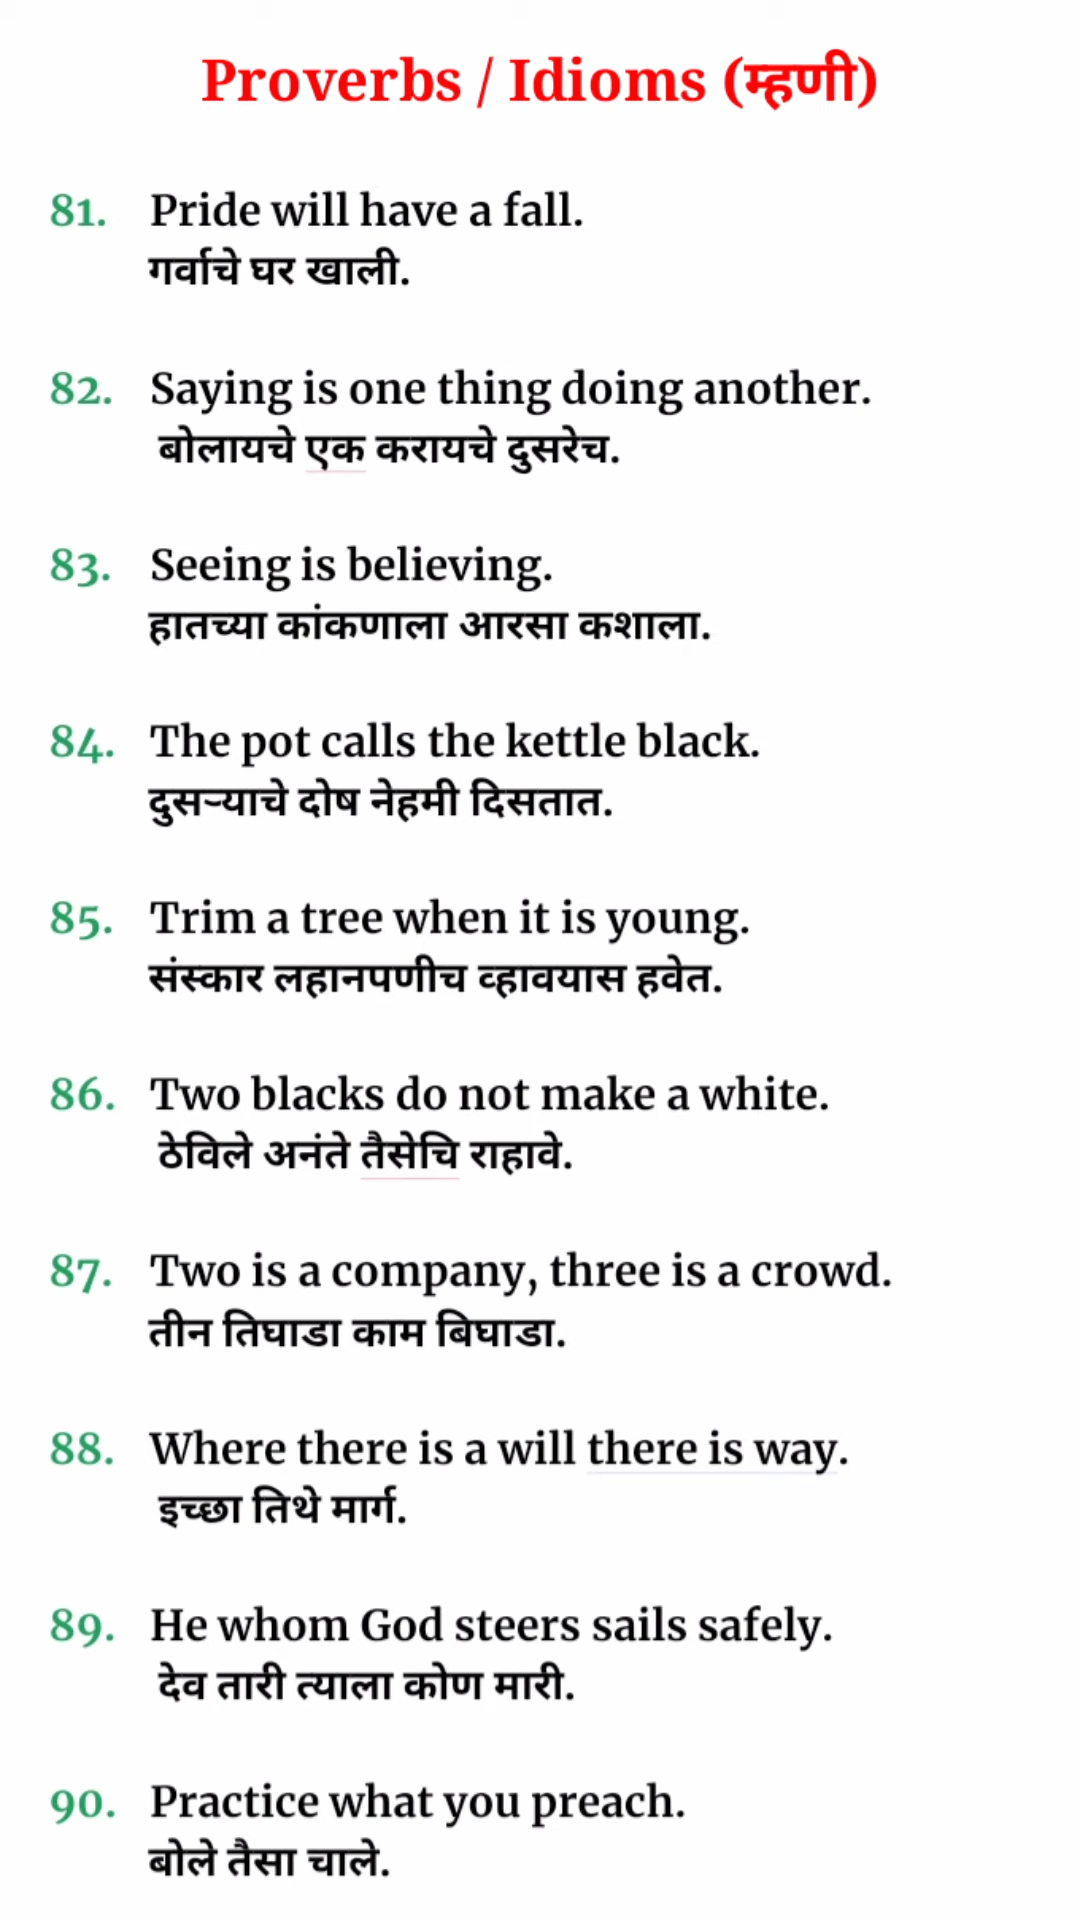 Proverbs / Idioms (म्हणी)
81. Pride will have a fall.
गर्वाचे घर खाली.
82. Saying is one thing doing another.
बोलायचे एक करायचे दुसरेच.
83. Seeing is believing.
हातच्या कांकणाला आरसा कशाला.
84. The pot calls the kettle black.
दुसऱ्याचे दोष नेहमी दिसतात.
85. Trim a tree when it is young.
संस्कार लहानपणीच व्हावयास हवेत.
86. Two blacks do not make a white.
ठेविले अनंते तैसेचि राहावे.
87. Two is a company, three is a crowd.
तीन तिघाडा काम बिघाडा.
88. Where there is a will there is way.
इच्छा तिथे मार्ग.
89. He whom God steers sails safely.
देव तारी त्याला कोण मारी.
90. Practice what you preach.
बोले तैसा चाले.